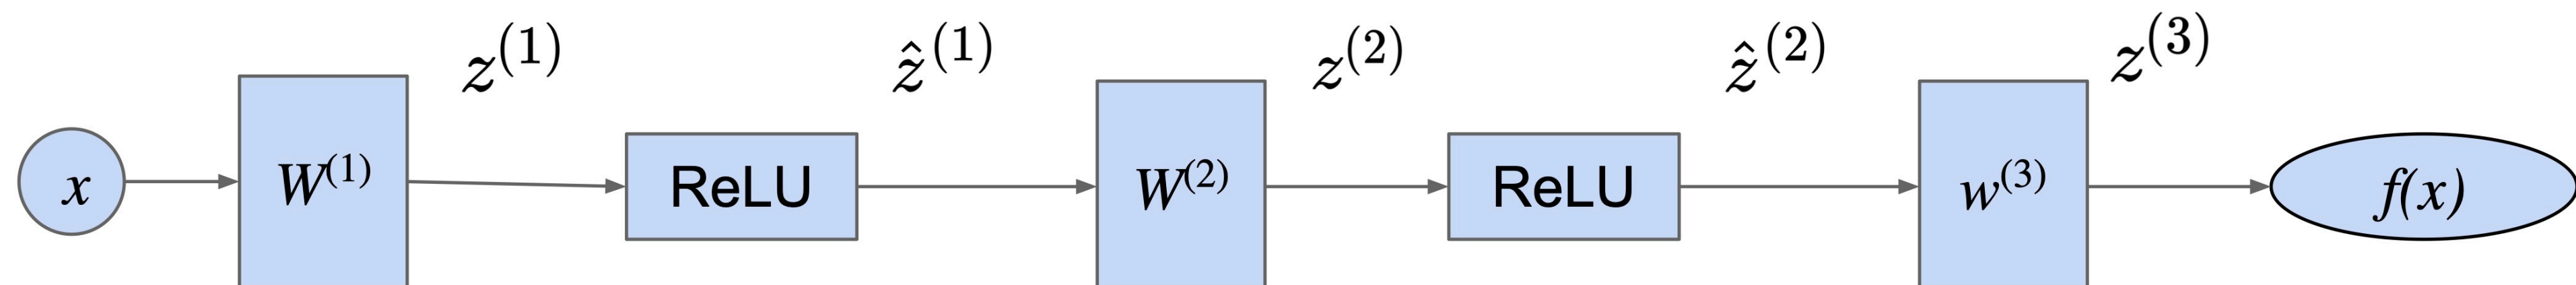 z^(1) ẑ^(1) z^(2) ẑ^(2) z^(3)
x W^(1) ReLU W^(2) ReLU w^(3) f(x)